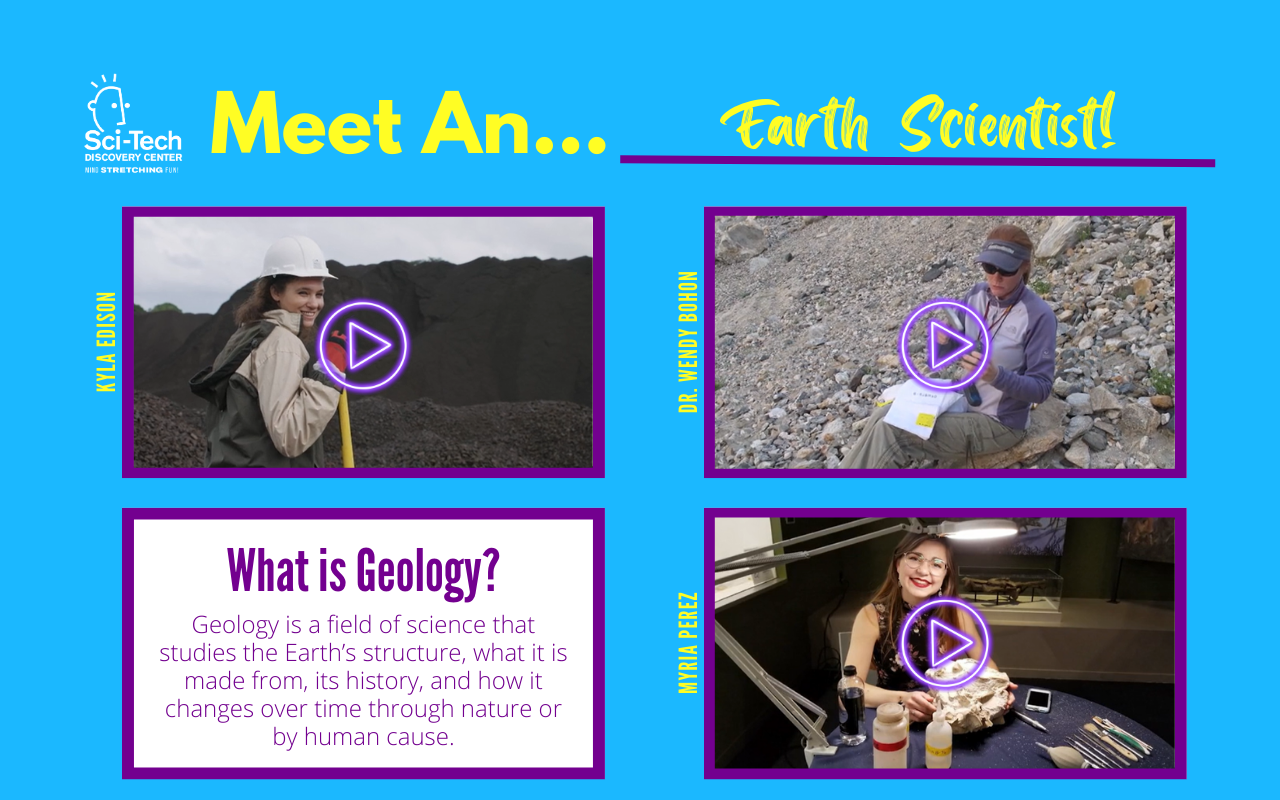 Sci-Tech
DISCOVERY CENTER
MIND STRETCHING FUN!
Meet An...
Earth Scientist!
KYLA EDISON
DR. WENDY BOHON
What is Geology?
Geology is a field of science that
studies the Earth's structure, what it is
made from, its history, and how it
changes over time through nature or
by human cause.
MYRIA PEREZ